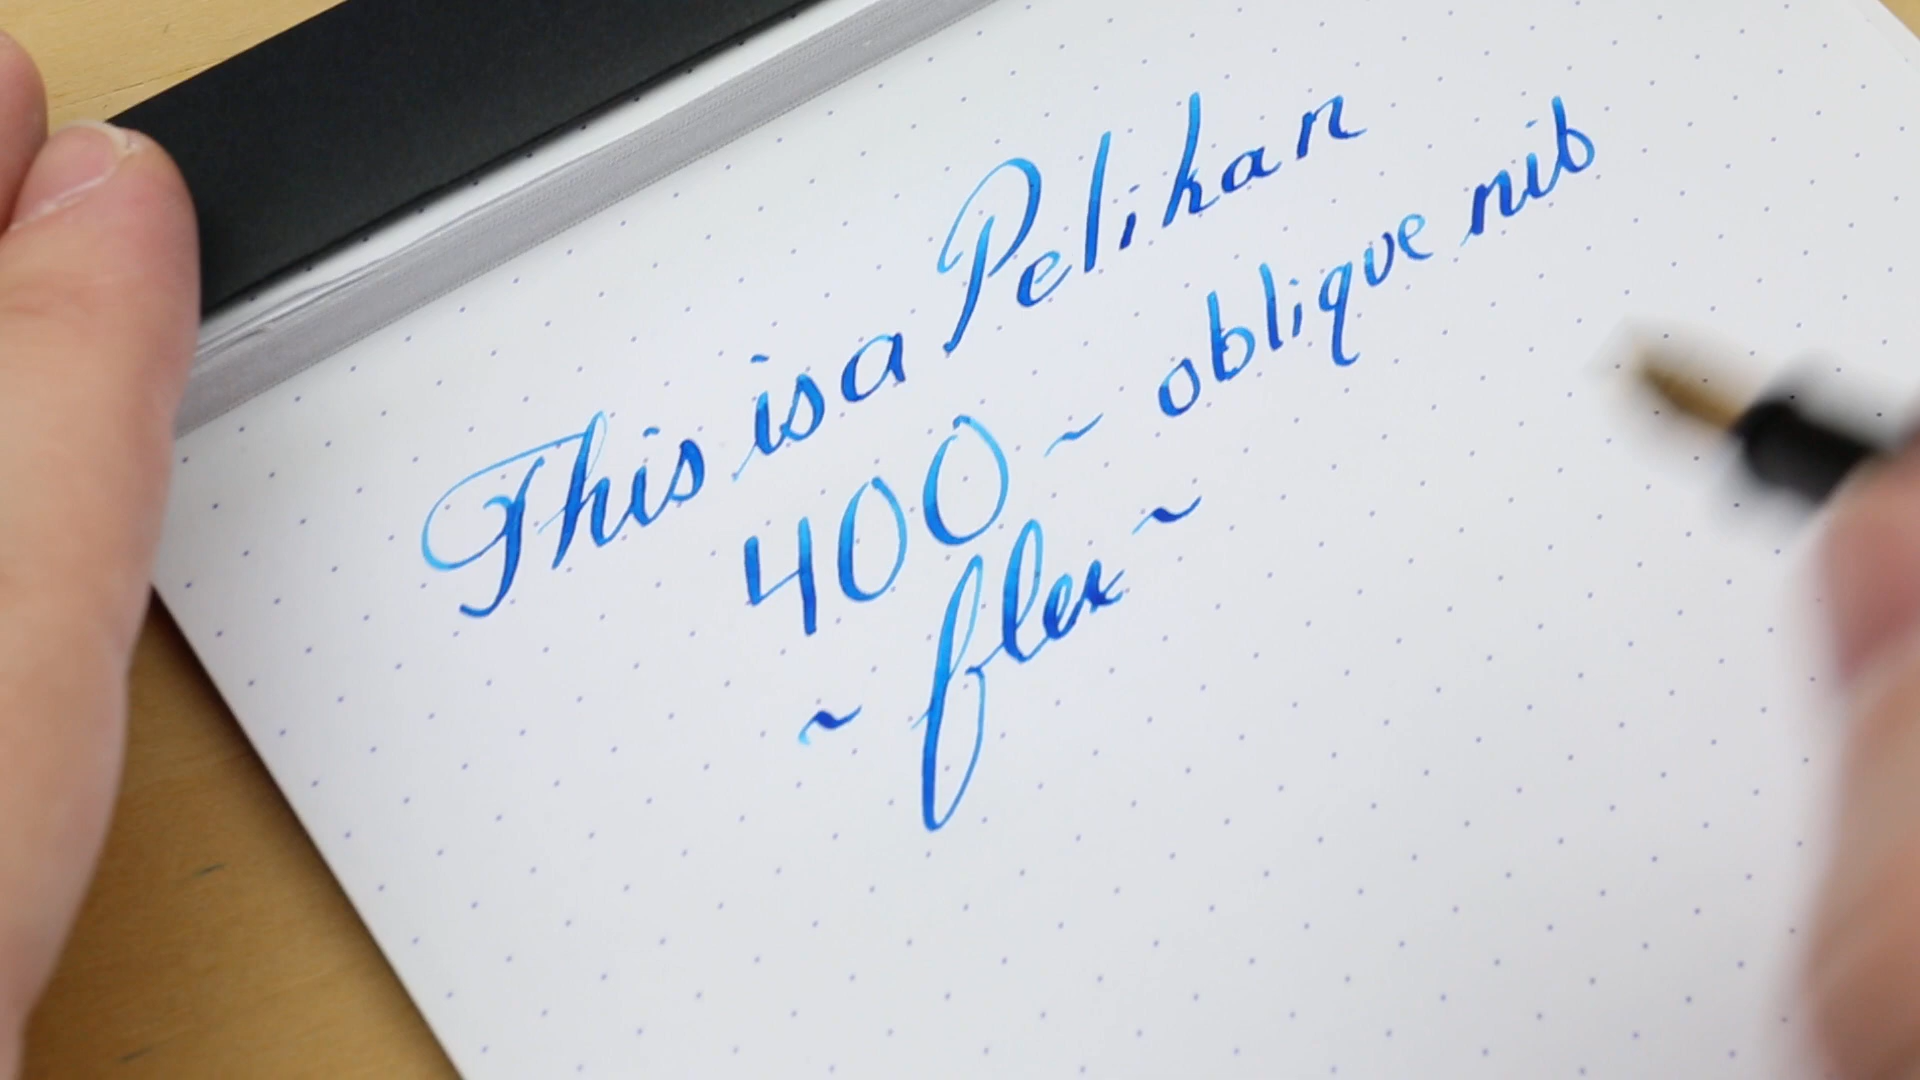 This is a Pelikan
400 ~ oblique nib
~ flex ~